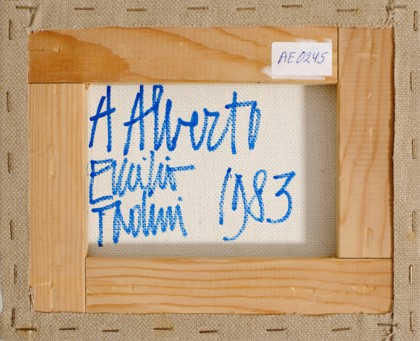 AE0245
A Alberto
Emilio
Tadini 1983